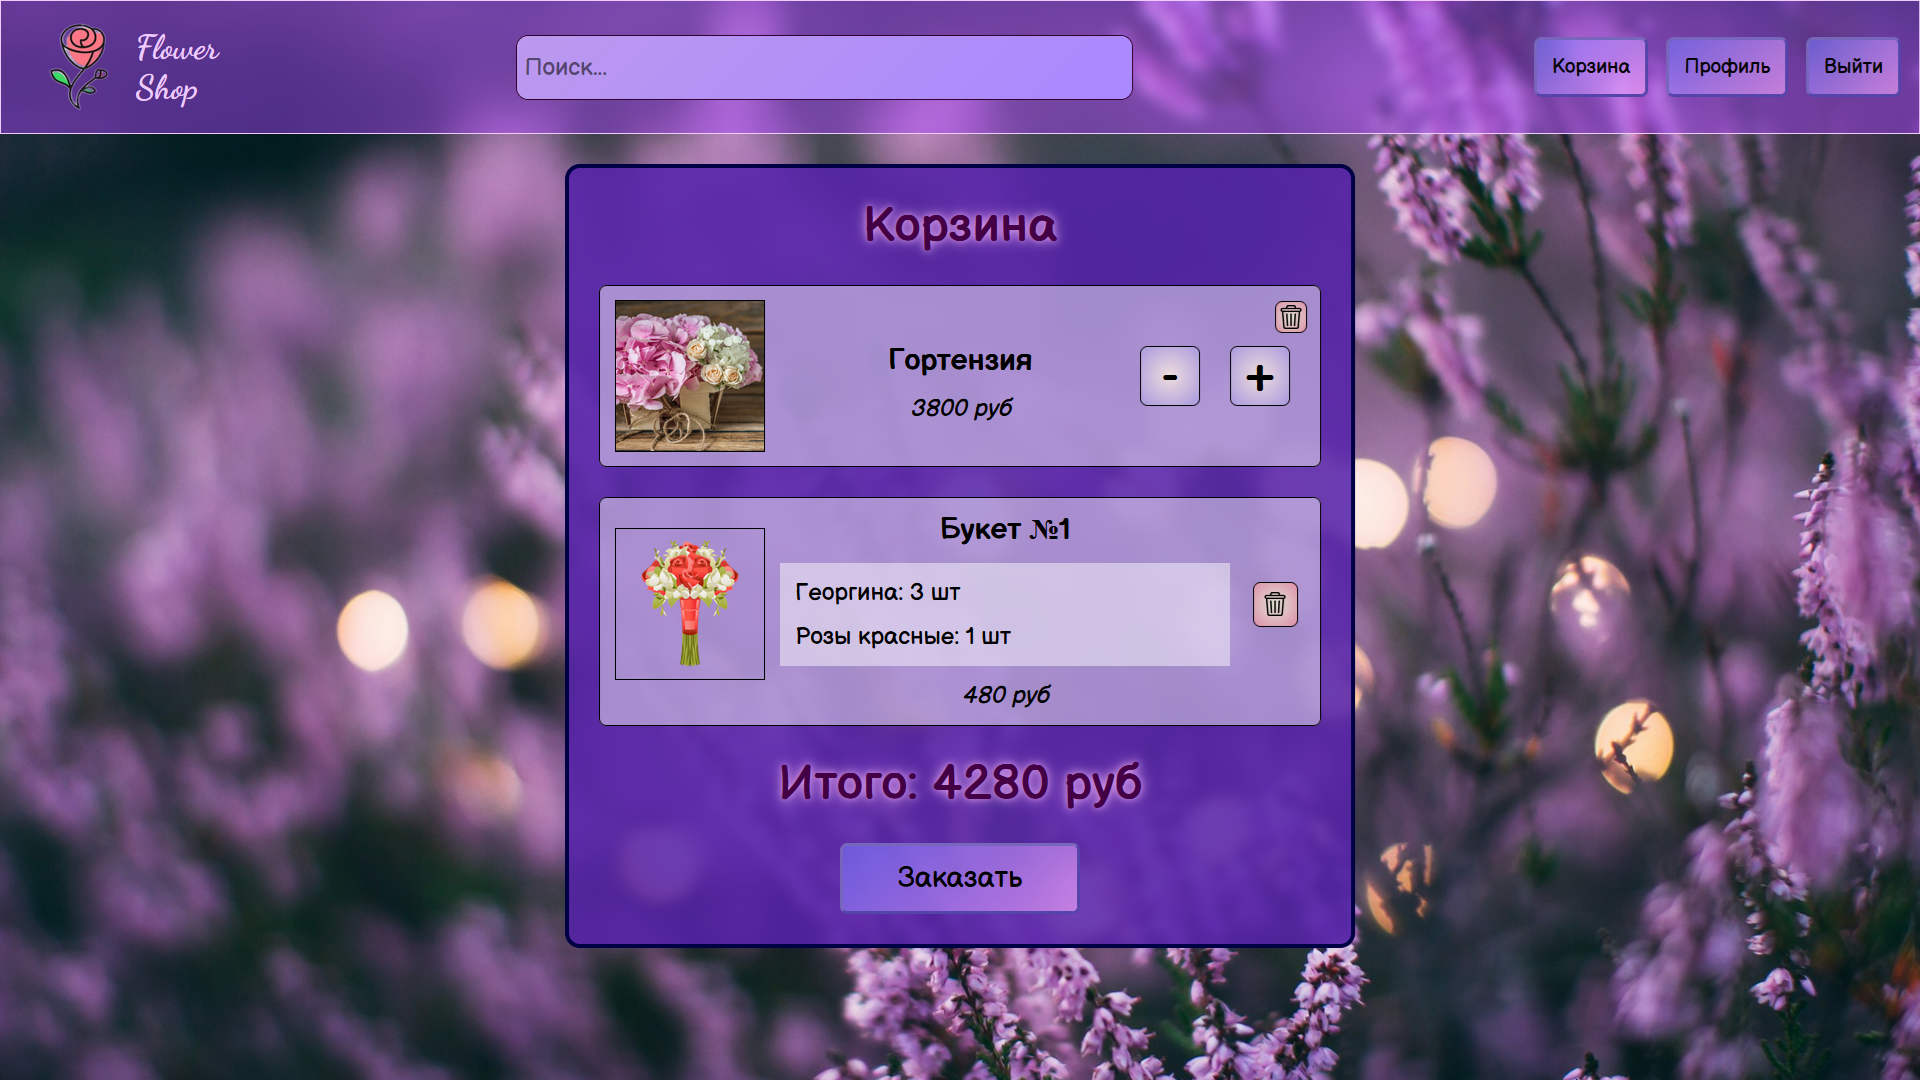 Flower
Shop
Поиск...
Корзина
Профиль
Выйти
Корзина
Гортензия
3800 руб
-
+
Букет №1
Георгина: 3 шт
Розы красные: 1 шт
480 руб
Итого: 4280 руб
Заказать